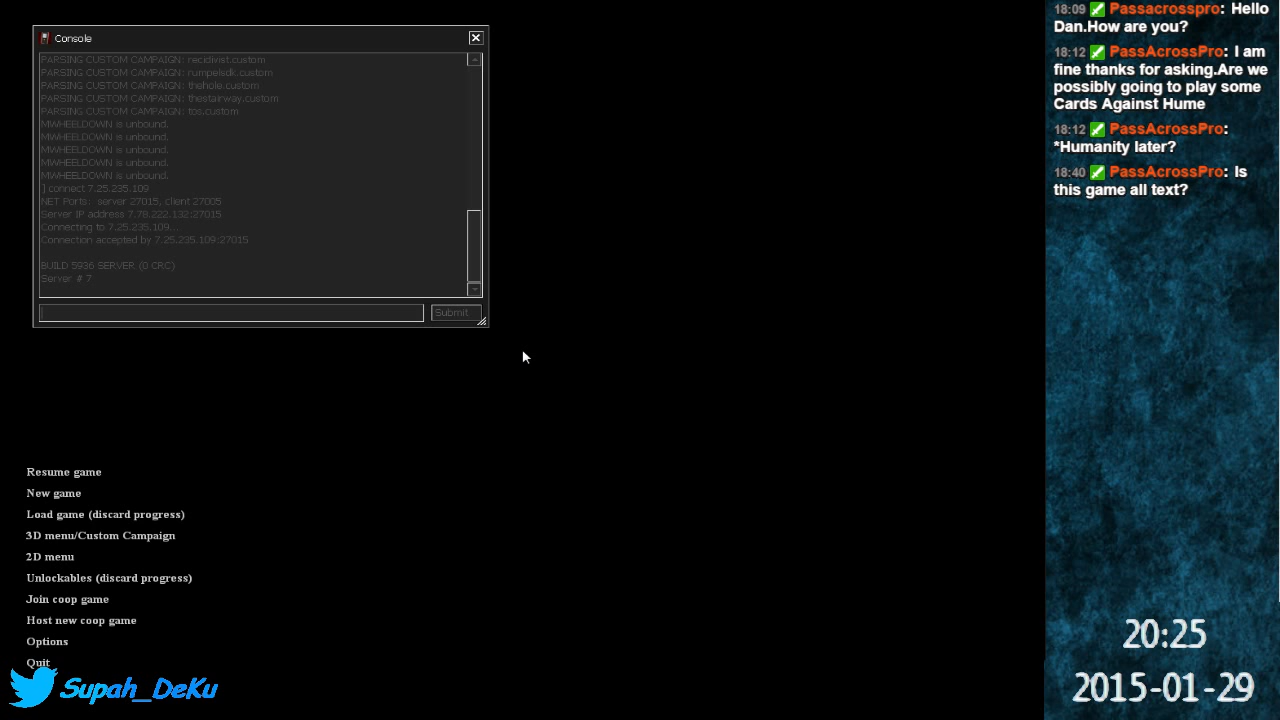 Console
PARSING CUSTOM CAMPAIGN: recidivist.custom
PARSING CUSTOM CAMPAIGN: rumpelsdk.custom
PARSING CUSTOM CAMPAIGN: thehole.custom
PARSING CUSTOM CAMPAIGN: thestairway.custom
PARSING CUSTOM CAMPAIGN: tos.custom
MWHEELDOWN is unbound.
MWHEELDOWN is unbound.
MWHEELDOWN is unbound.
MWHEELDOWN is unbound.
MWHEELDOWN is unbound.
] connect 7.25.235.109
NET Ports: server 27015, client 27005
Server IP address 7.78.222.132:27015
Connecting to 7.25.235.109...
Connection accepted by 7.25.235.109:27015
BUILD 5936 SERVER (0 CRC)
Server # 7
Submit
Resume game
New game
Load game (discard progress)
3D menu/Custom Campaign
2D menu
Unlockables (discard progress)
Join coop game
Host new coop game
Options
Quit
Supah_DeKu
18:09 Passacrosspro: Hello
Dan.How are you?
18:12 PassAcrossPro: I am
fine thanks for asking.Are we
possibly going to play some
Cards Against Hume
18:12 PassAcrossPro:
*Humanity later?
18:40 PassAcrossPro: Is
this game all text?
20:25
2015-01-29